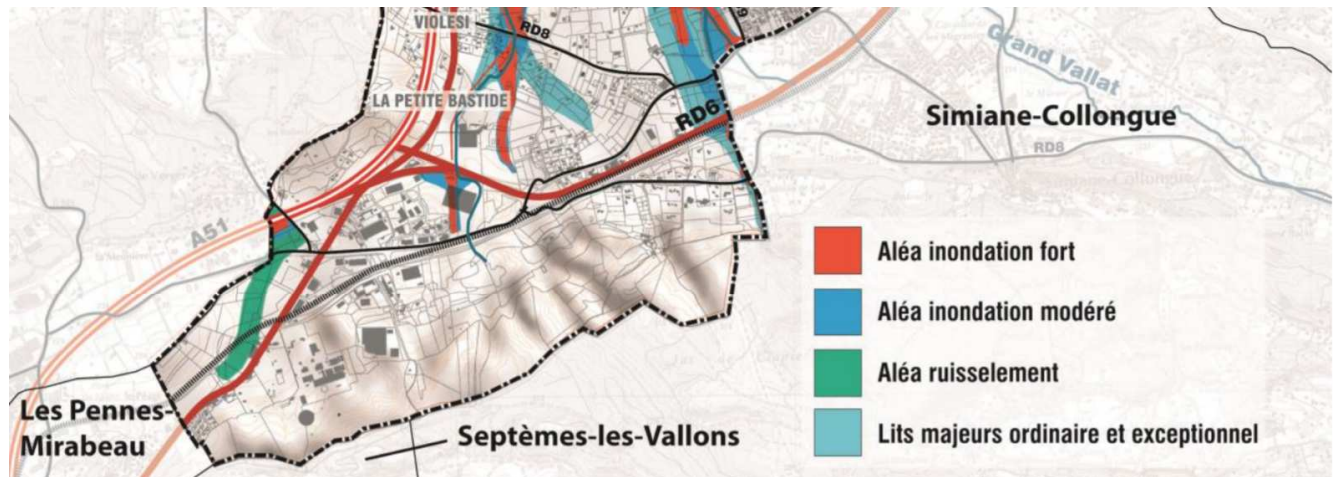 VIOLESI
RD8
LA PETITE BASTIDE
RD6
Grand Vallat
Simiane-Collongue
RD8
Collongue
A51
Aléa inondation fort
Aléa inondation modéré
Aléa ruisselement
Lits majeurs ordinaire et exceptionnel
Les Pennes-
Mirabeau
Septèmes-les-Vallons